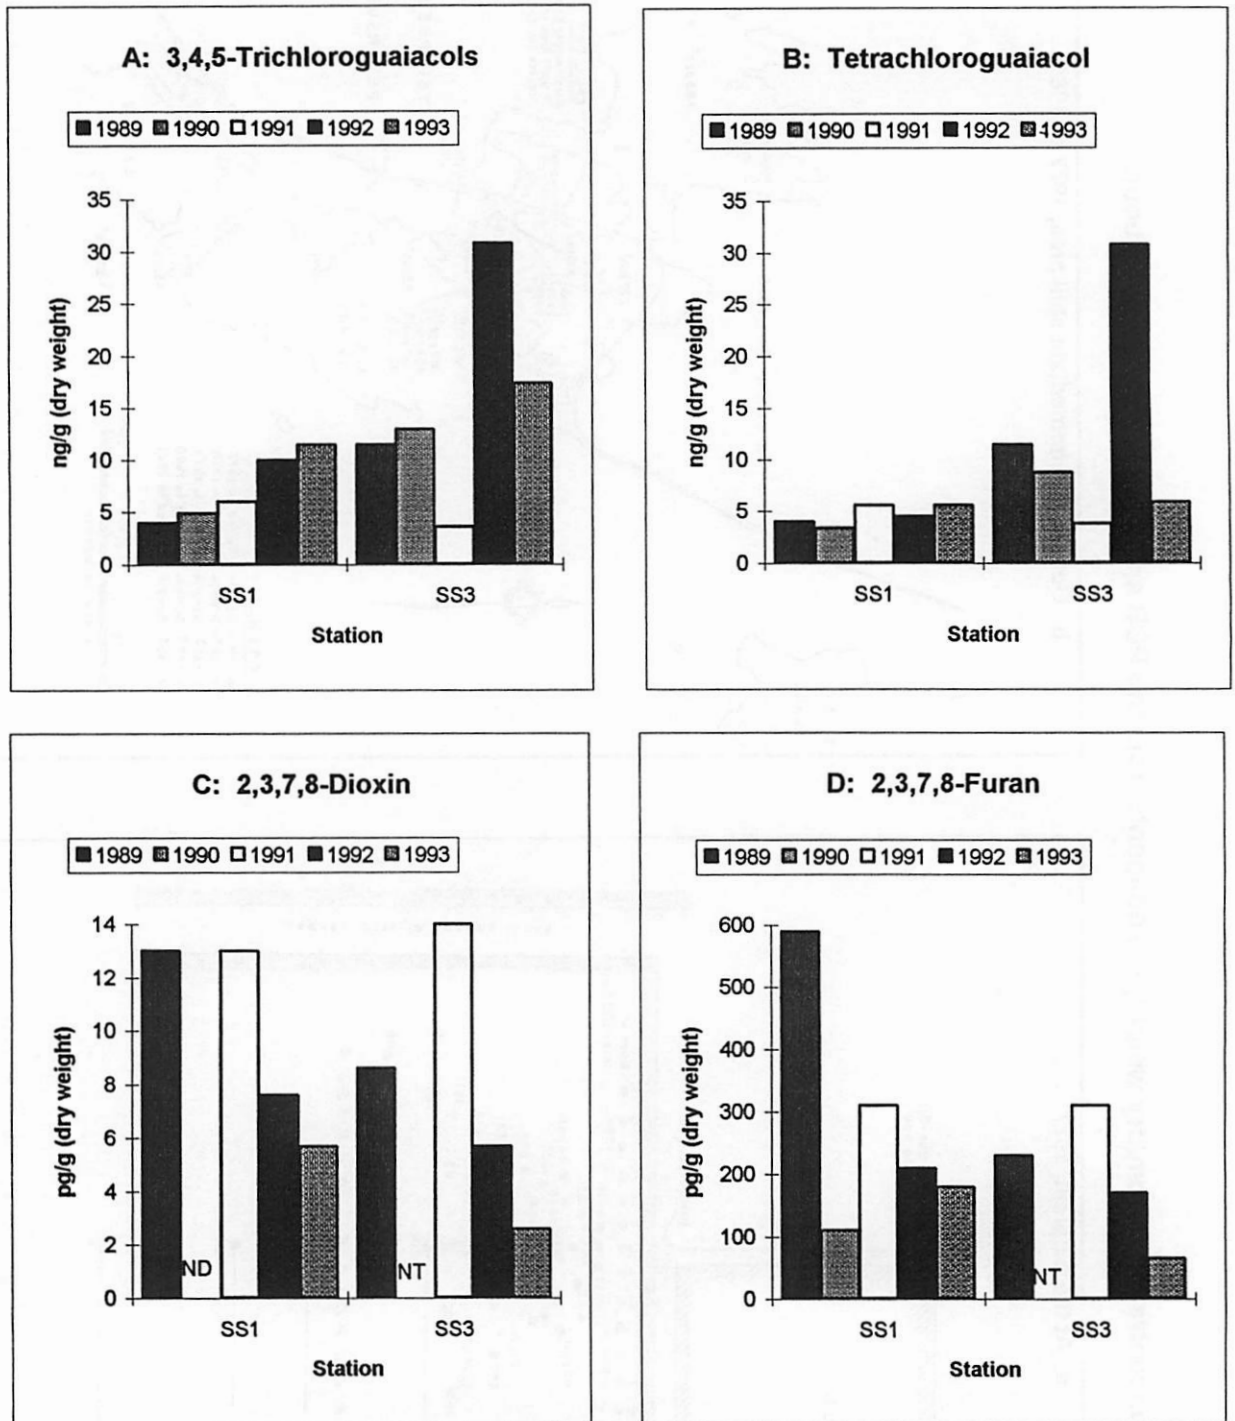 A: 3,4,5-Trichloroguaiacols
1989 1990 1991 1992 1993
35
30
25
20
15
10
5
0
ng/g (dry weight)
SS1 SS3
Station
B: Tetrachloroguaiacol
1989 1990 1991 1992 1993
35
30
25
20
15
10
5
0
ng/g (dry weight)
SS1 SS3
Station
C: 2,3,7,8-Dioxin
1989 1990 1991 1992 1993
14
12
10
8
6
4
2
0
pg/g (dry weight)
ND
NT
SS1 SS3
Station
D: 2,3,7,8-Furan
1989 1990 1991 1992 1993
600
500
400
300
200
100
0
pg/g (dry weight)
NT
SS1 SS3
Station